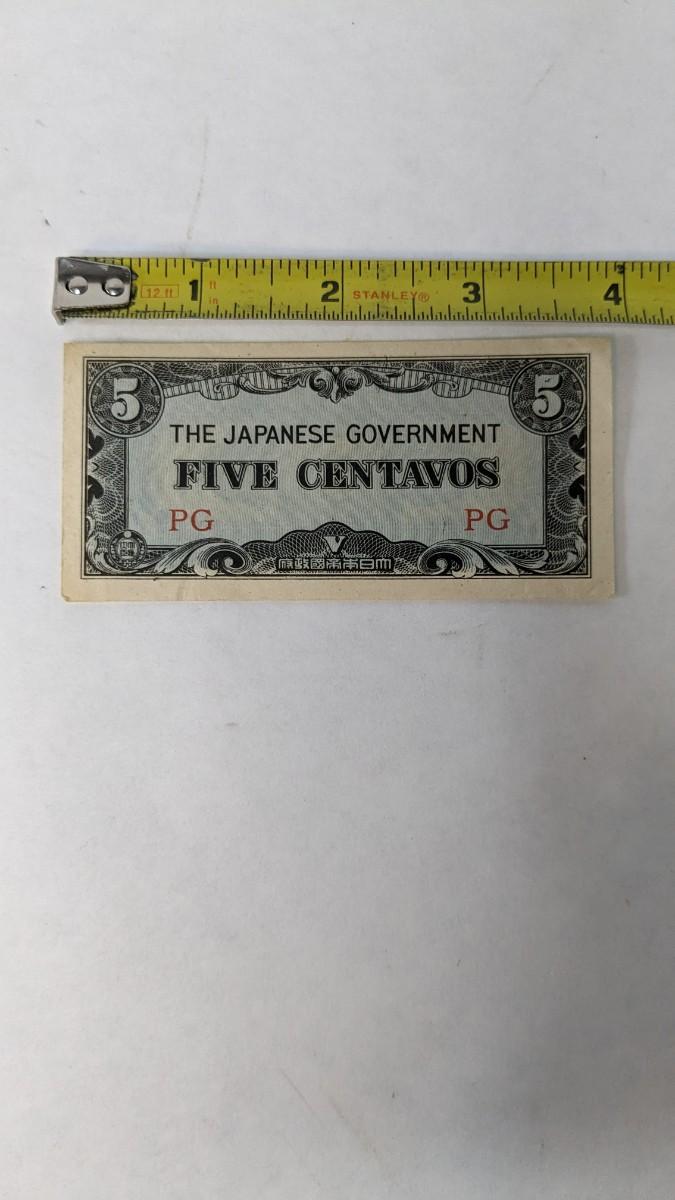 12 ft 1 ft in 2 STANLEY® 3 4
5 5
THE JAPANESE GOVERNMENT
FIVE CENTAVOS
PG PG
V
府政國帝本日大